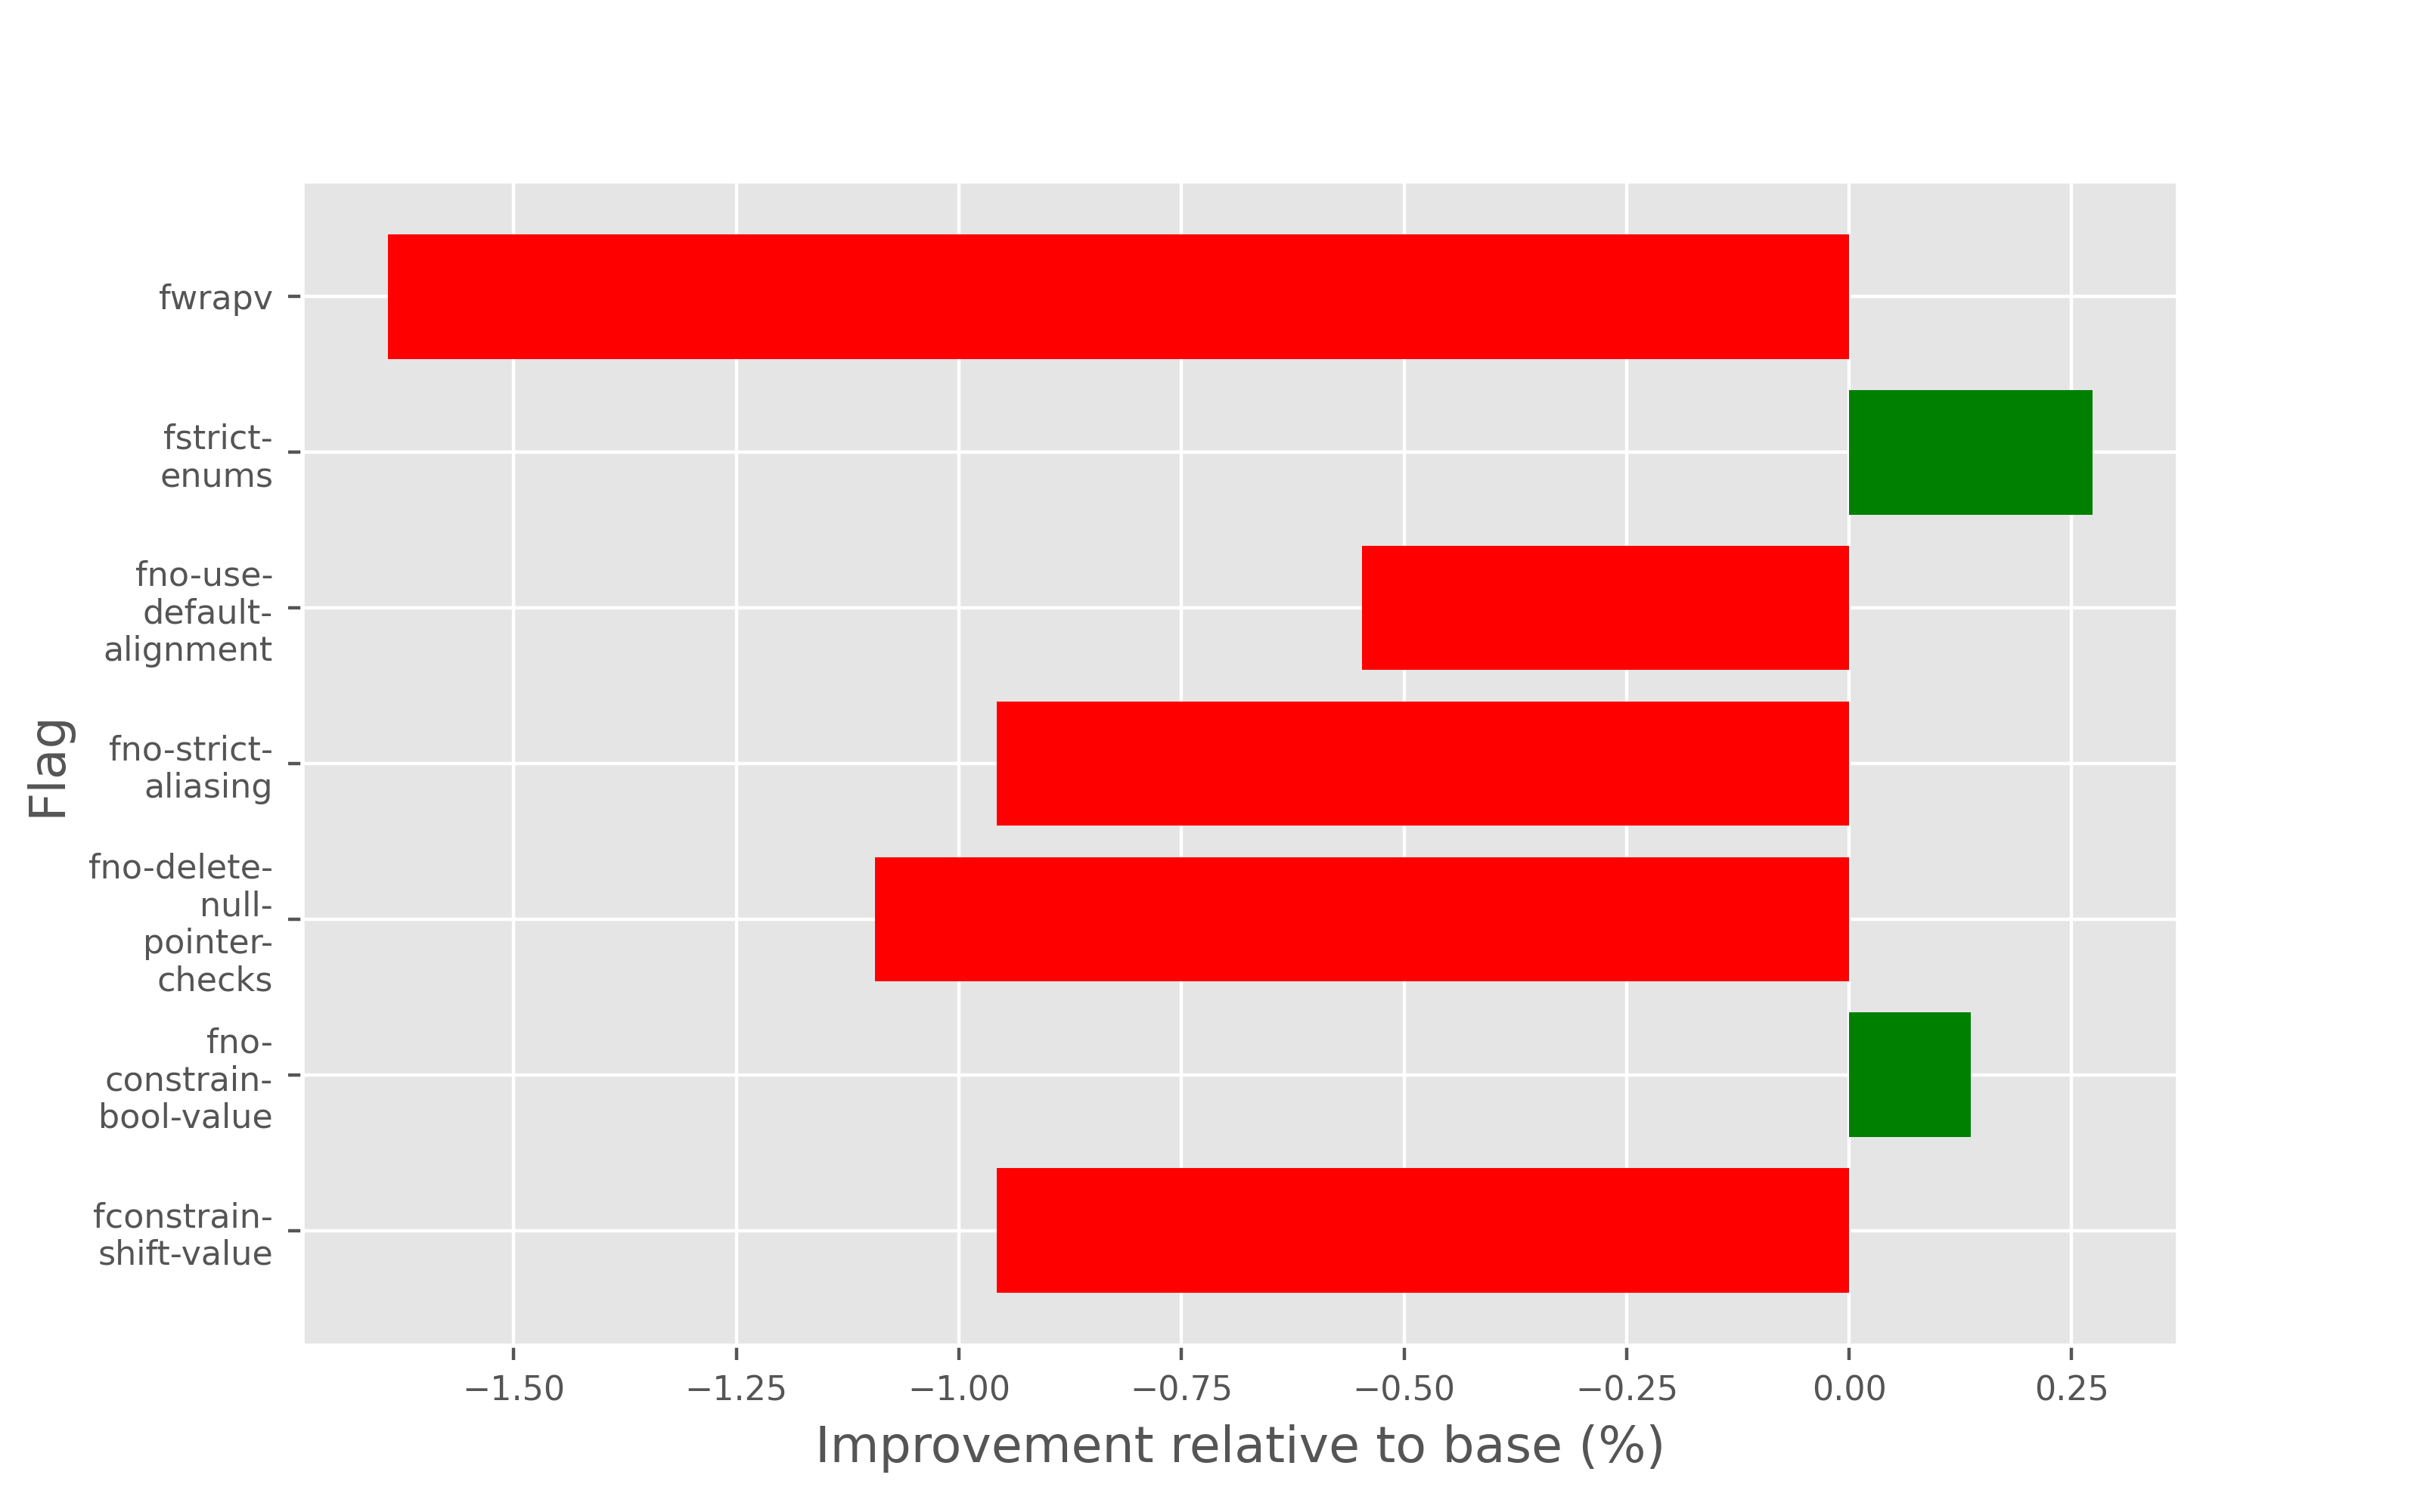 fwrapv
fstrict-
enums
fno-use-
default-
alignment
fno-strict-
aliasing
fno-delete-
null-
pointer-
checks
fno-
constrain-
bool-value
fconstrain-
shift-value
Flag
−1.50
−1.25
−1.00
−0.75
−0.50
−0.25
0.00
0.25
Improvement relative to base (%)